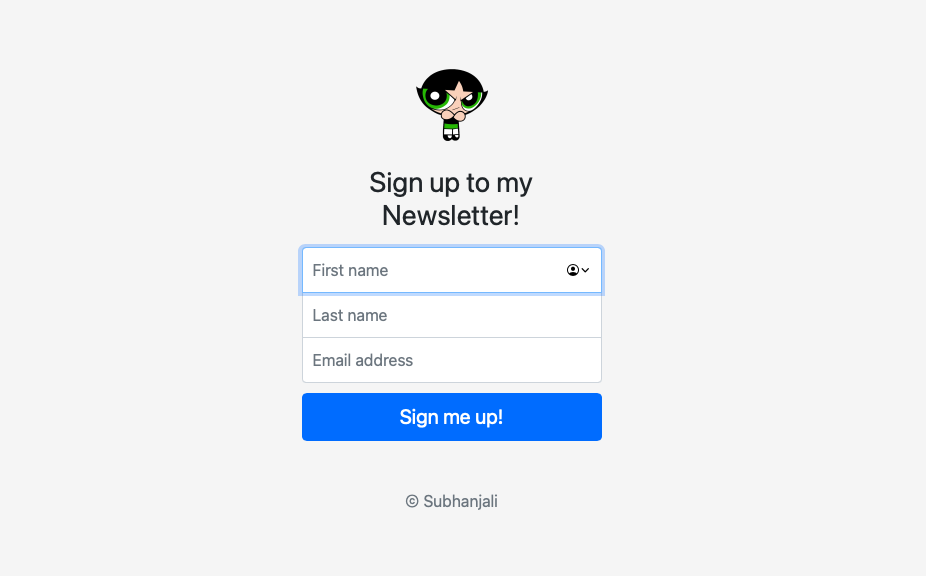 Sign up to my
Newsletter!
First name
Last name
Email address
Sign me up!
© Subhanjali